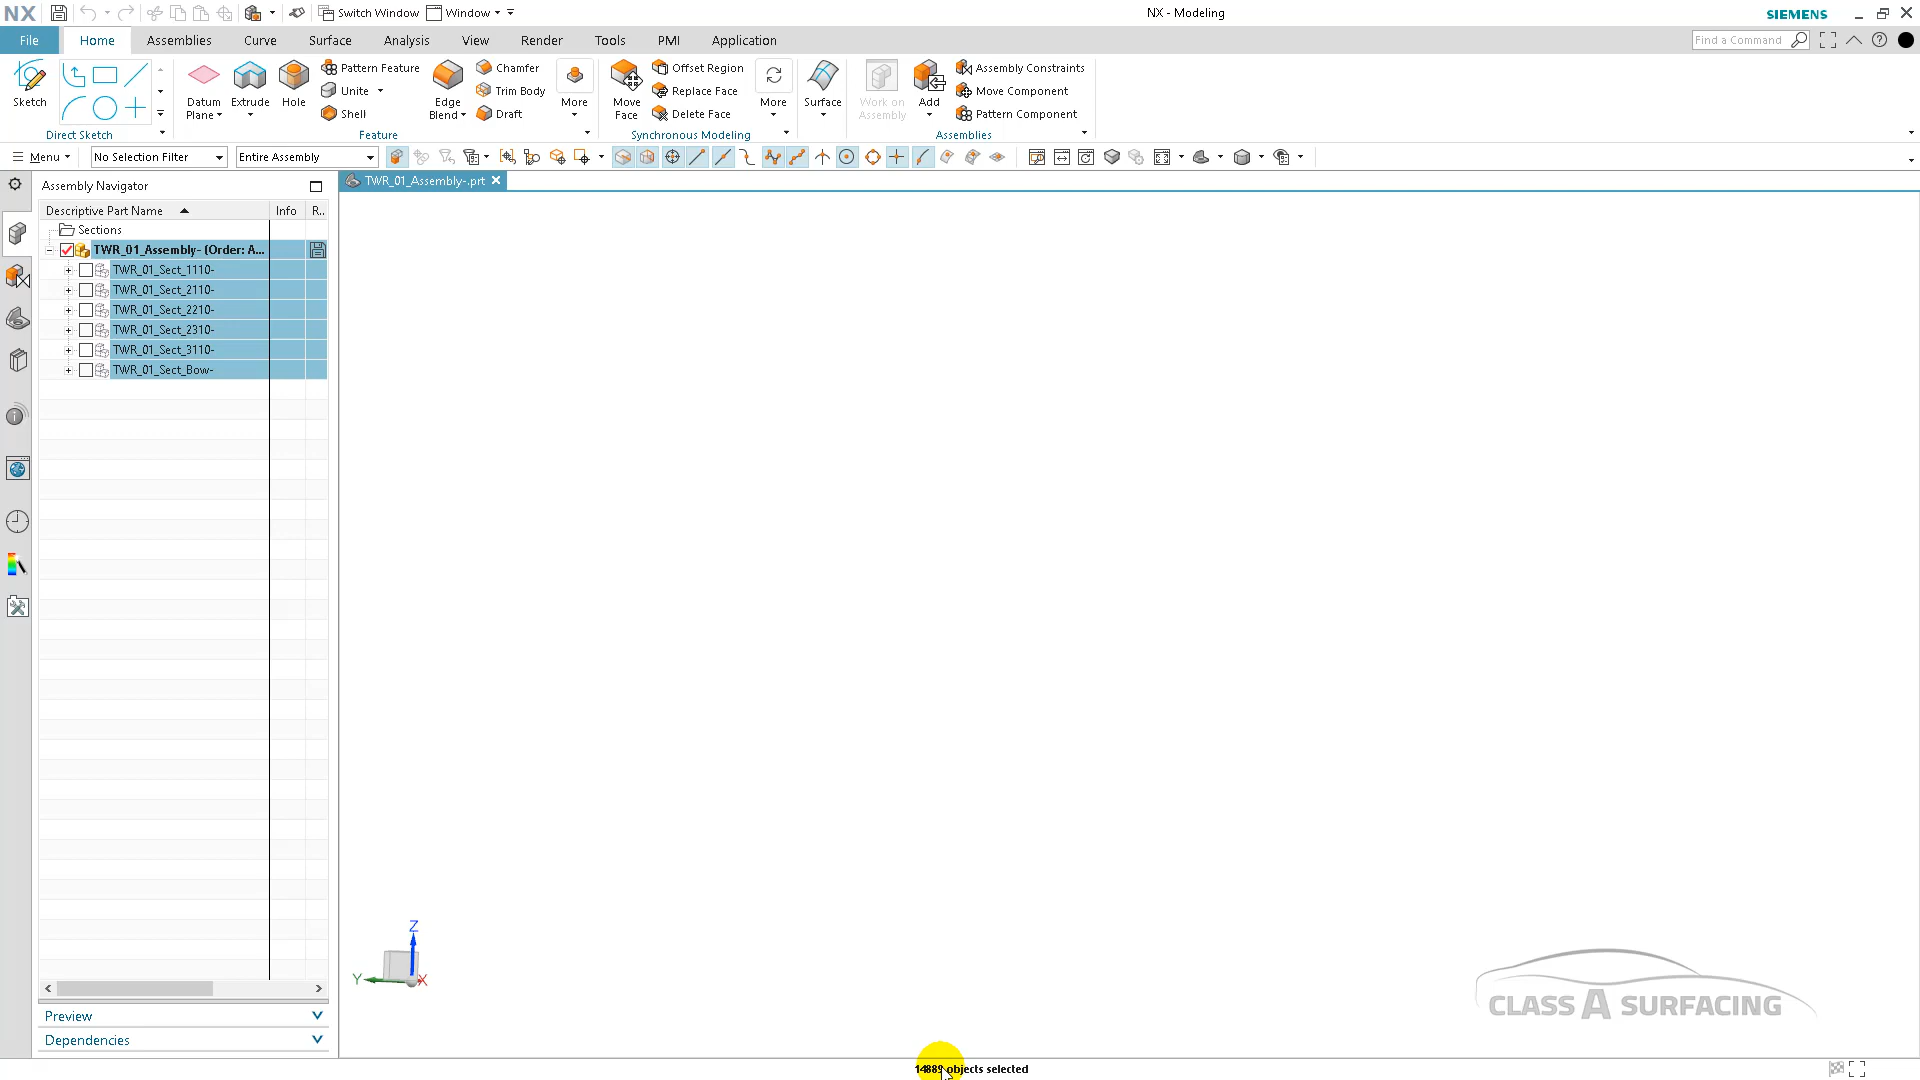 NX
Switch Window
Window
NX - Modeling
SIEMENS
File
Home
Assemblies
Curve
Surface
Analysis
View
Render
Tools
PMI
Application
Find a Command
Sketch
Datum Plane
Extrude
Hole
Pattern Feature
Unite
Shell
Edge Blend
Chamfer
Trim Body
Draft
More
Move Face
Offset Region
Replace Face
Delete Face
More
Surface
Work on Assembly
Add
Assembly Constraints
Move Component
Pattern Component
Direct Sketch
Feature
Synchronous Modeling
Assemblies
Menu
No Selection Filter
Entire Assembly
Assembly Navigator
TWR_01_Assembly-.prt
Descriptive Part Name
Info
R..
Sections
TWR_01_Assembly- (Order: A...
TWR_01_Sect_1110-
TWR_01_Sect_2110-
TWR_01_Sect_2210-
TWR_01_Sect_2310-
TWR_01_Sect_3110-
TWR_01_Sect_Bow-
Z
Y
X
CLASS A SURFACING
Preview
Dependencies
objects selected